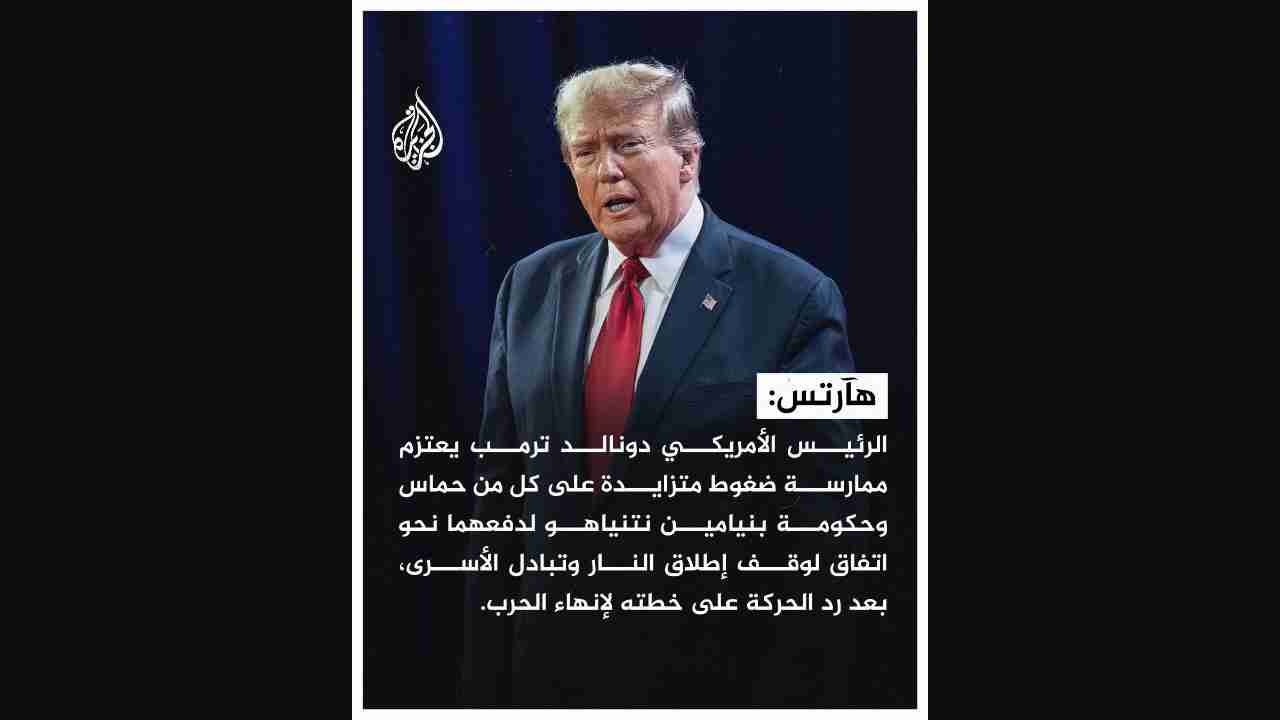 الجزيرة
هآرتس:
الرئيس الأمريكي دونالد ترمب يعتزم
ممارسة ضغوط متزايدة على كل من حماس
وحكومة بنيامين نتنياهو لدفعهما نحو
اتفاق لوقف إطلاق النار وتبادل الأسرى،
بعد رد الحركة على خطته لإنهاء الحرب.